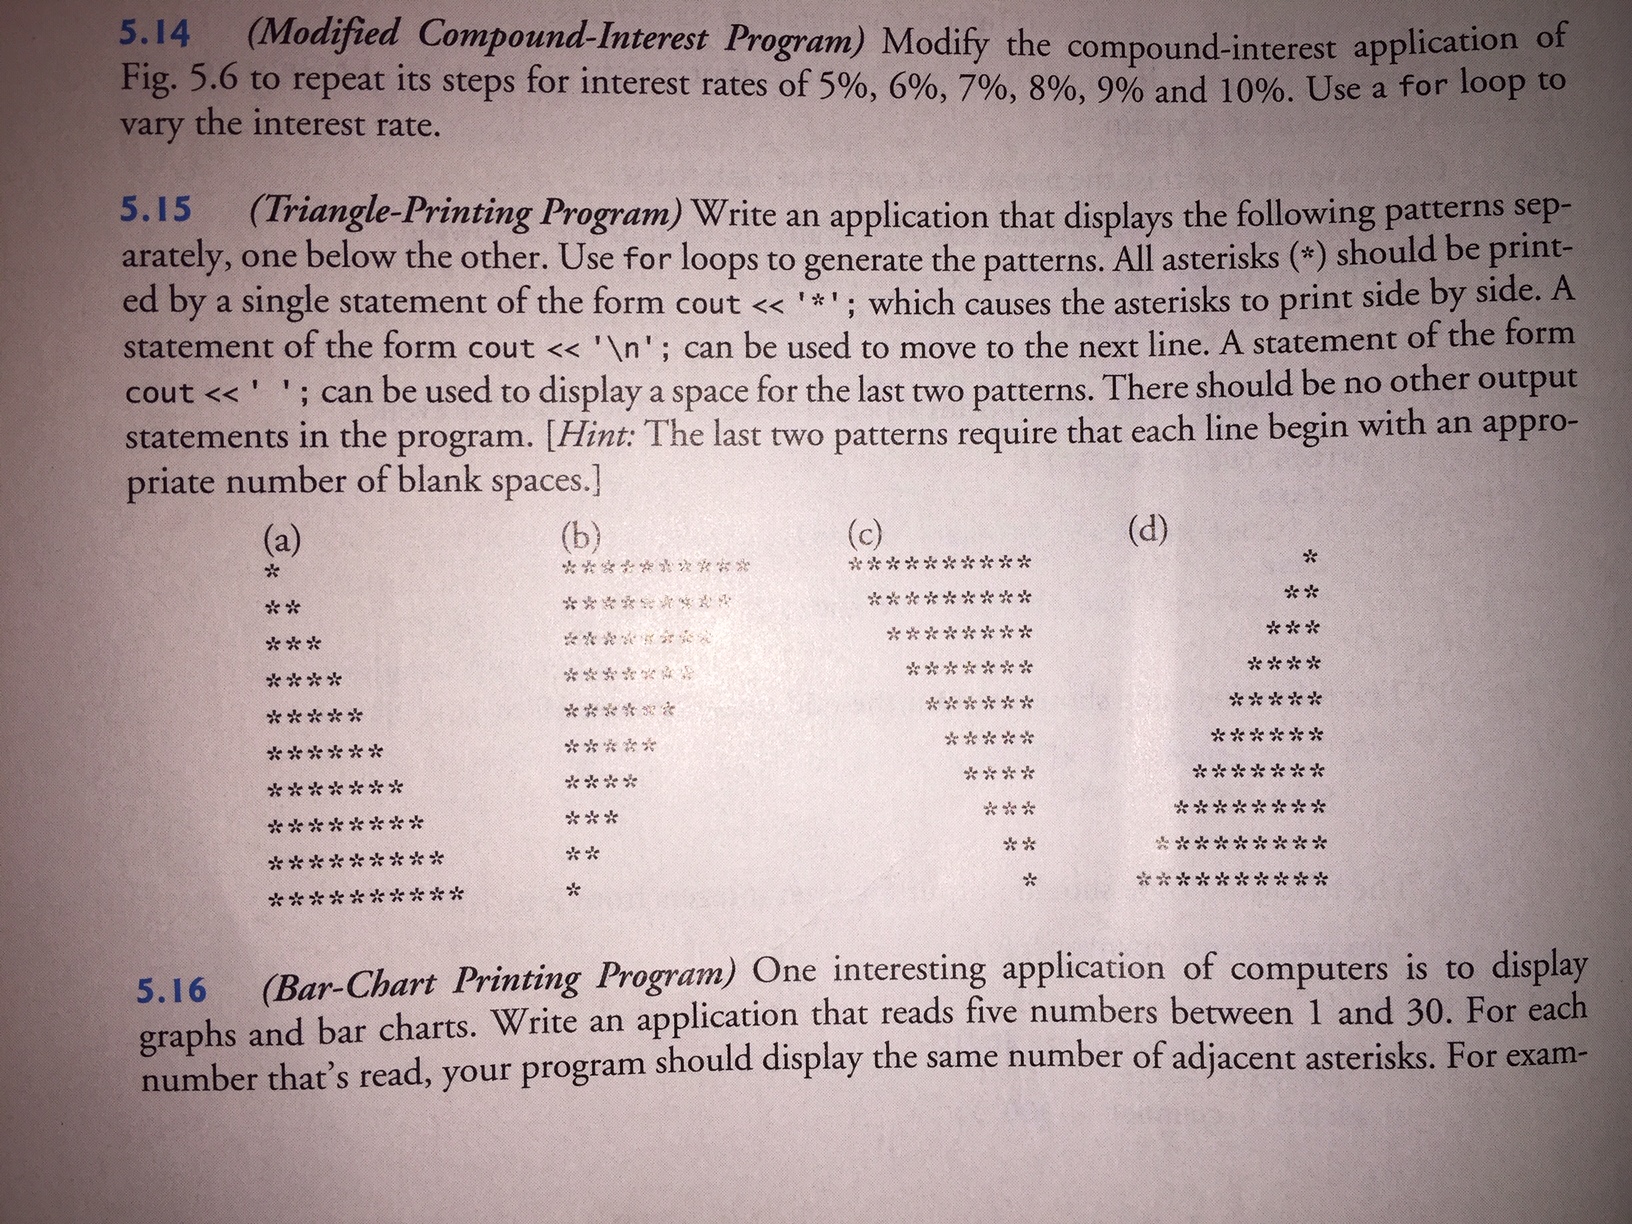 5.14 (Modified Compound-Interest Program) Modify the compound-interest application of
Fig. 5.6 to repeat its steps for interest rates of 5%, 6%, 7%, 8%, 9% and 10%. Use a for loop to
vary the interest rate.
5.15 (Triangle-Printing Program) Write an application that displays the following patterns sep-
arately, one below the other. Use for loops to generate the patterns. All asterisks (*) should be print-
ed by a single statement of the form cout << '*'; which causes the asterisks to print side by side. A
statement of the form cout << '\n'; can be used to move to the next line. A statement of the form
cout << ' '; can be used to display a space for the last two patterns. There should be no other output
statements in the program. [Hint: The last two patterns require that each line begin with an appro-
priate number of blank spaces.]
(a) (b) (c) (d)
* ********** ********** *
** ********* ********* **
*** ******** ******** ***
**** ******* ******* ****
***** ****** ****** *****
****** ***** ***** ******
******* **** **** *******
******** *** *** ********
********* ** ** *********
********** * * **********
5.16 (Bar-Chart Printing Program) One interesting application of computers is to display
graphs and bar charts. Write an application that reads five numbers between 1 and 30. For each
number that's read, your program should display the same number of adjacent asterisks. For exam-